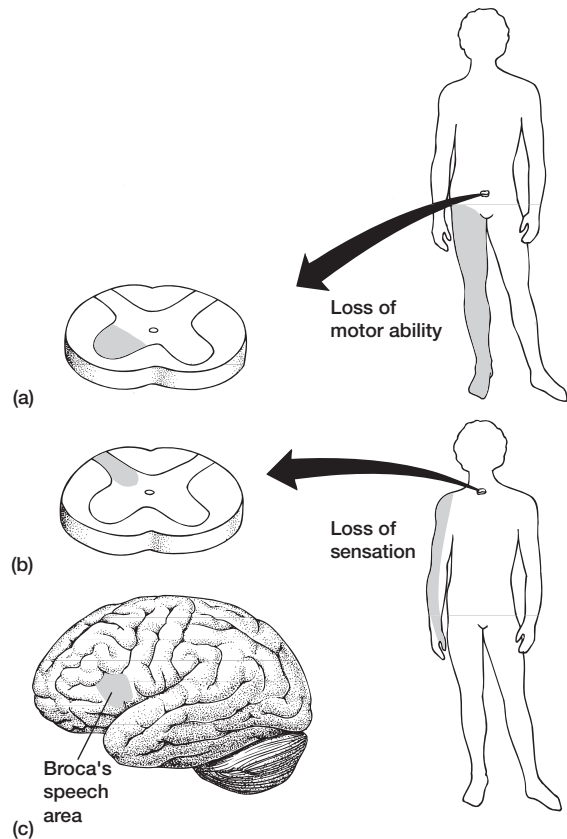 Loss of
motor ability
(a)
Loss of
sensation
(b)
Broca's
speech
area
(c)